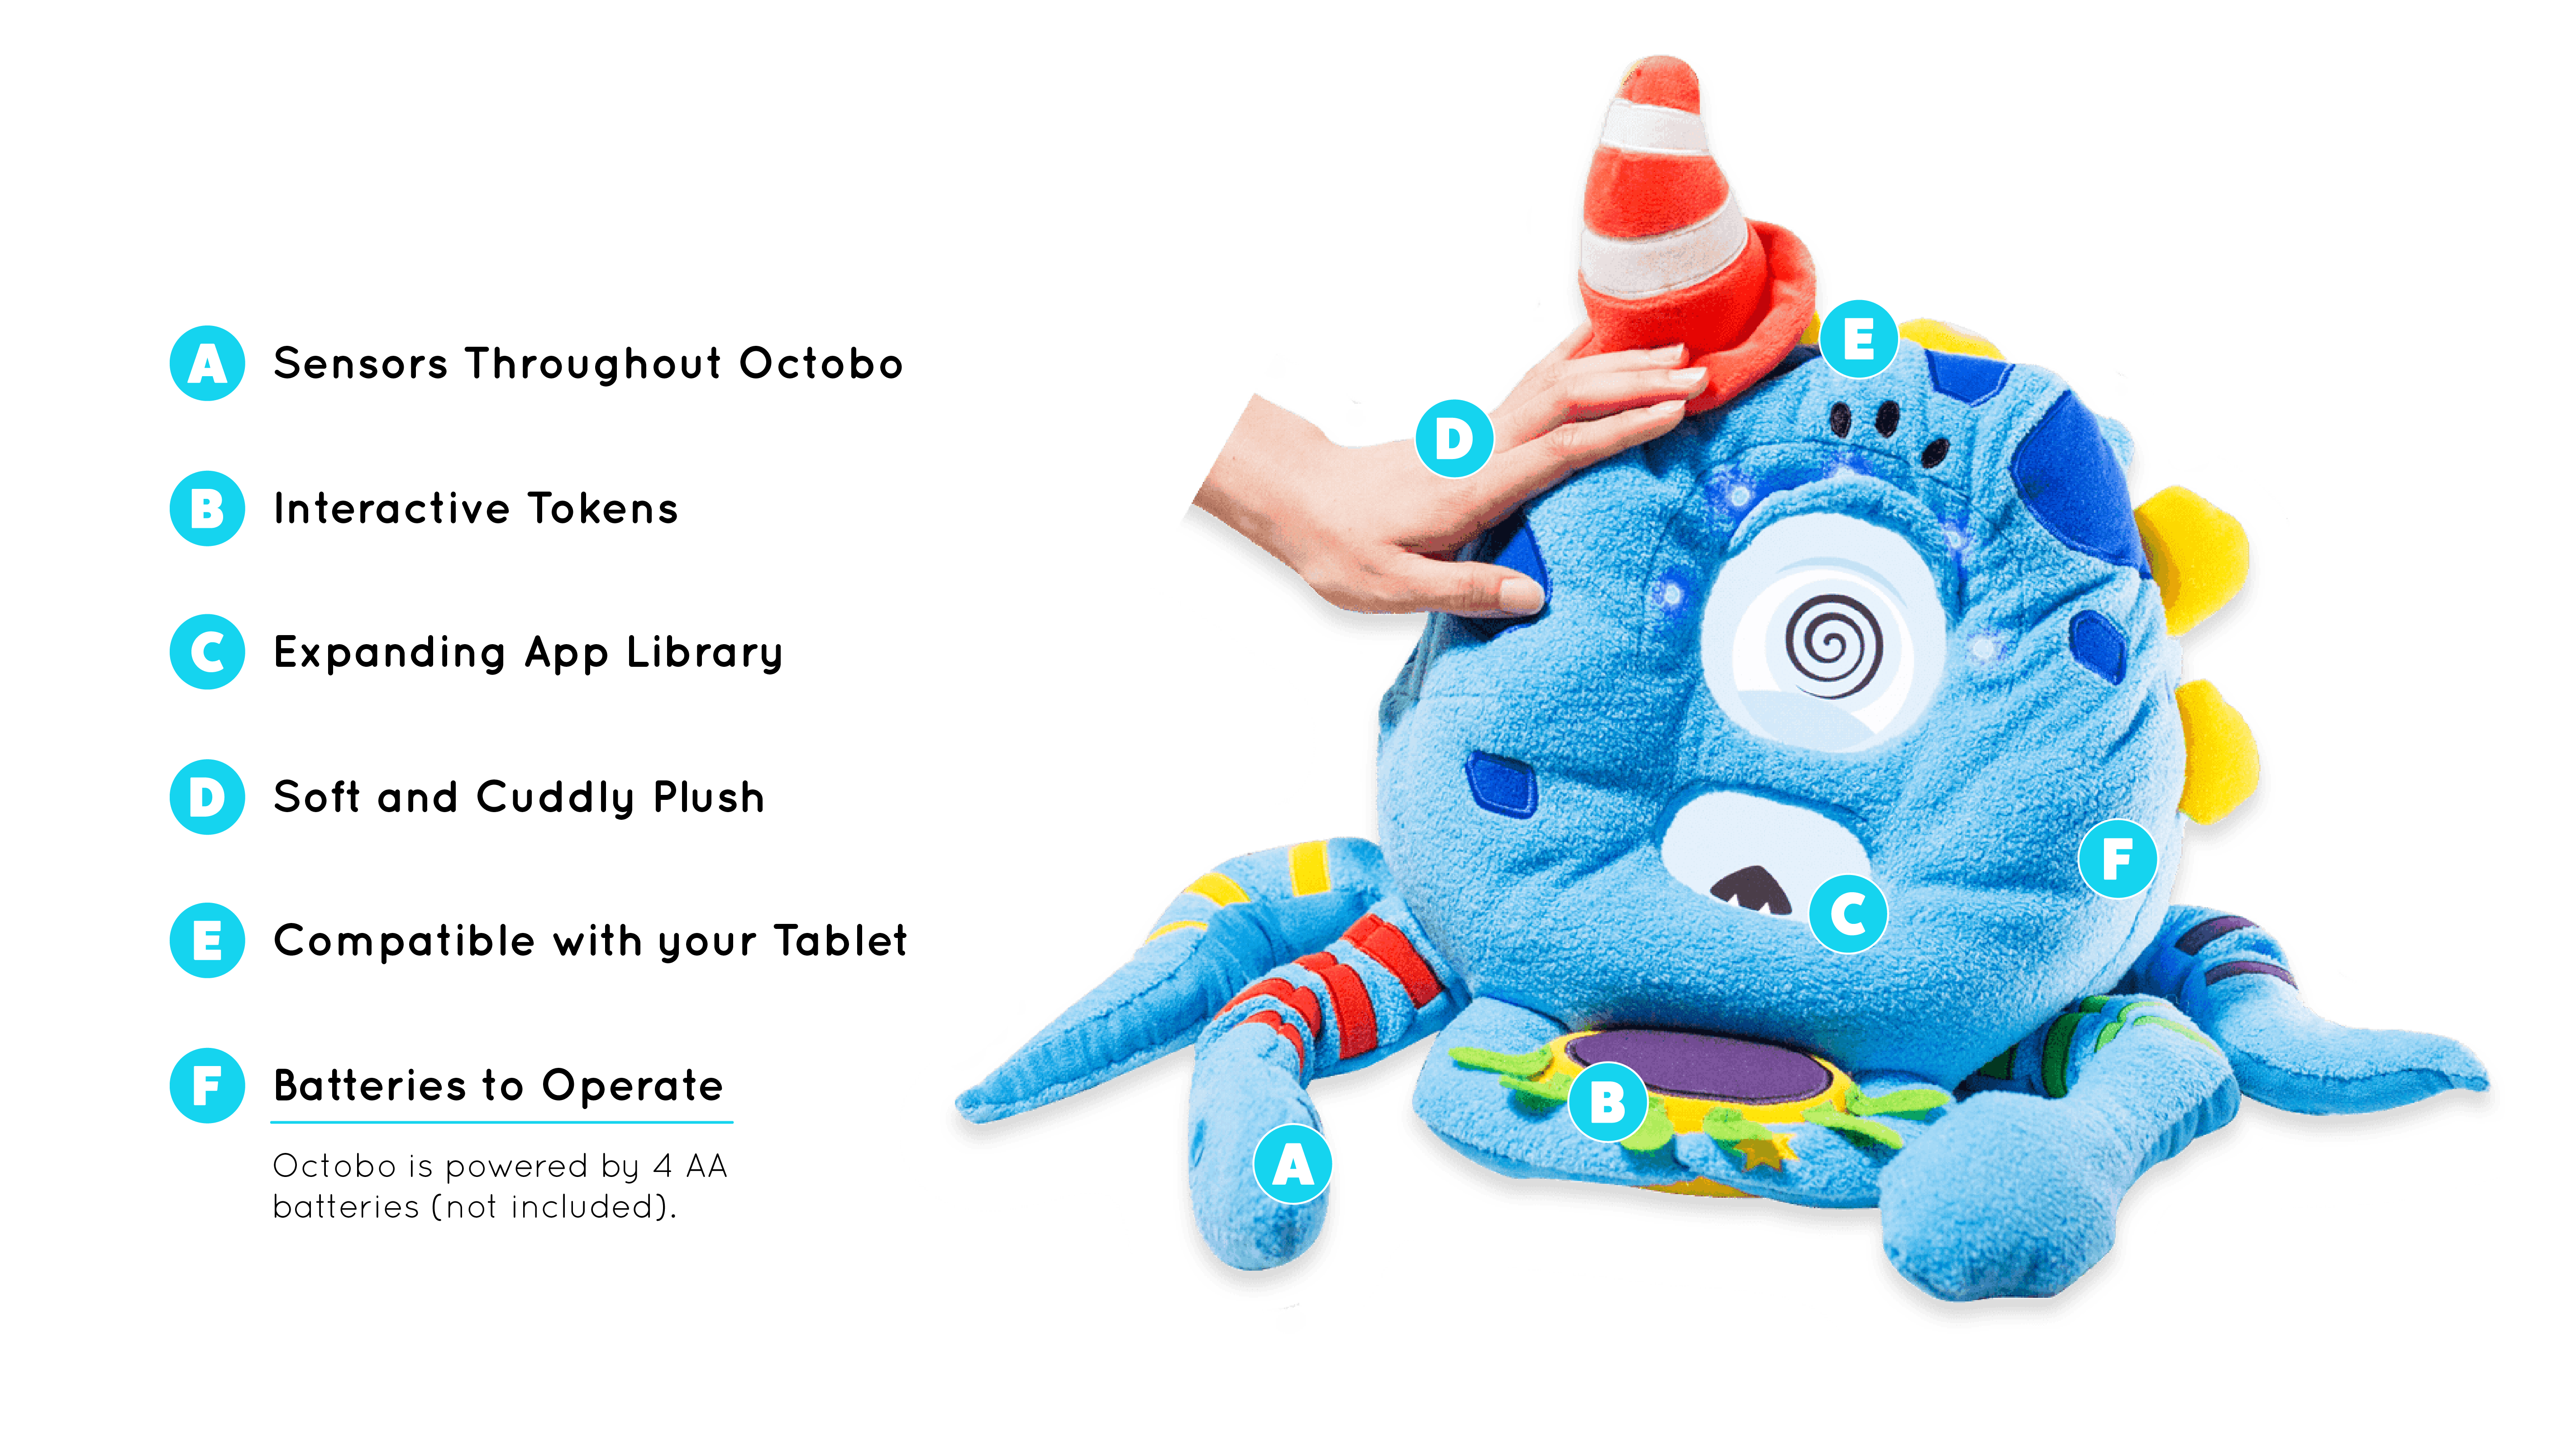 A Sensors Throughout Octobo
B Interactive Tokens
C Expanding App Library
D Soft and Cuddly Plush
E Compatible with your Tablet
F Batteries to Operate
Octobo is powered by 4 AA
batteries (not included).
E
D
F
C
B
A